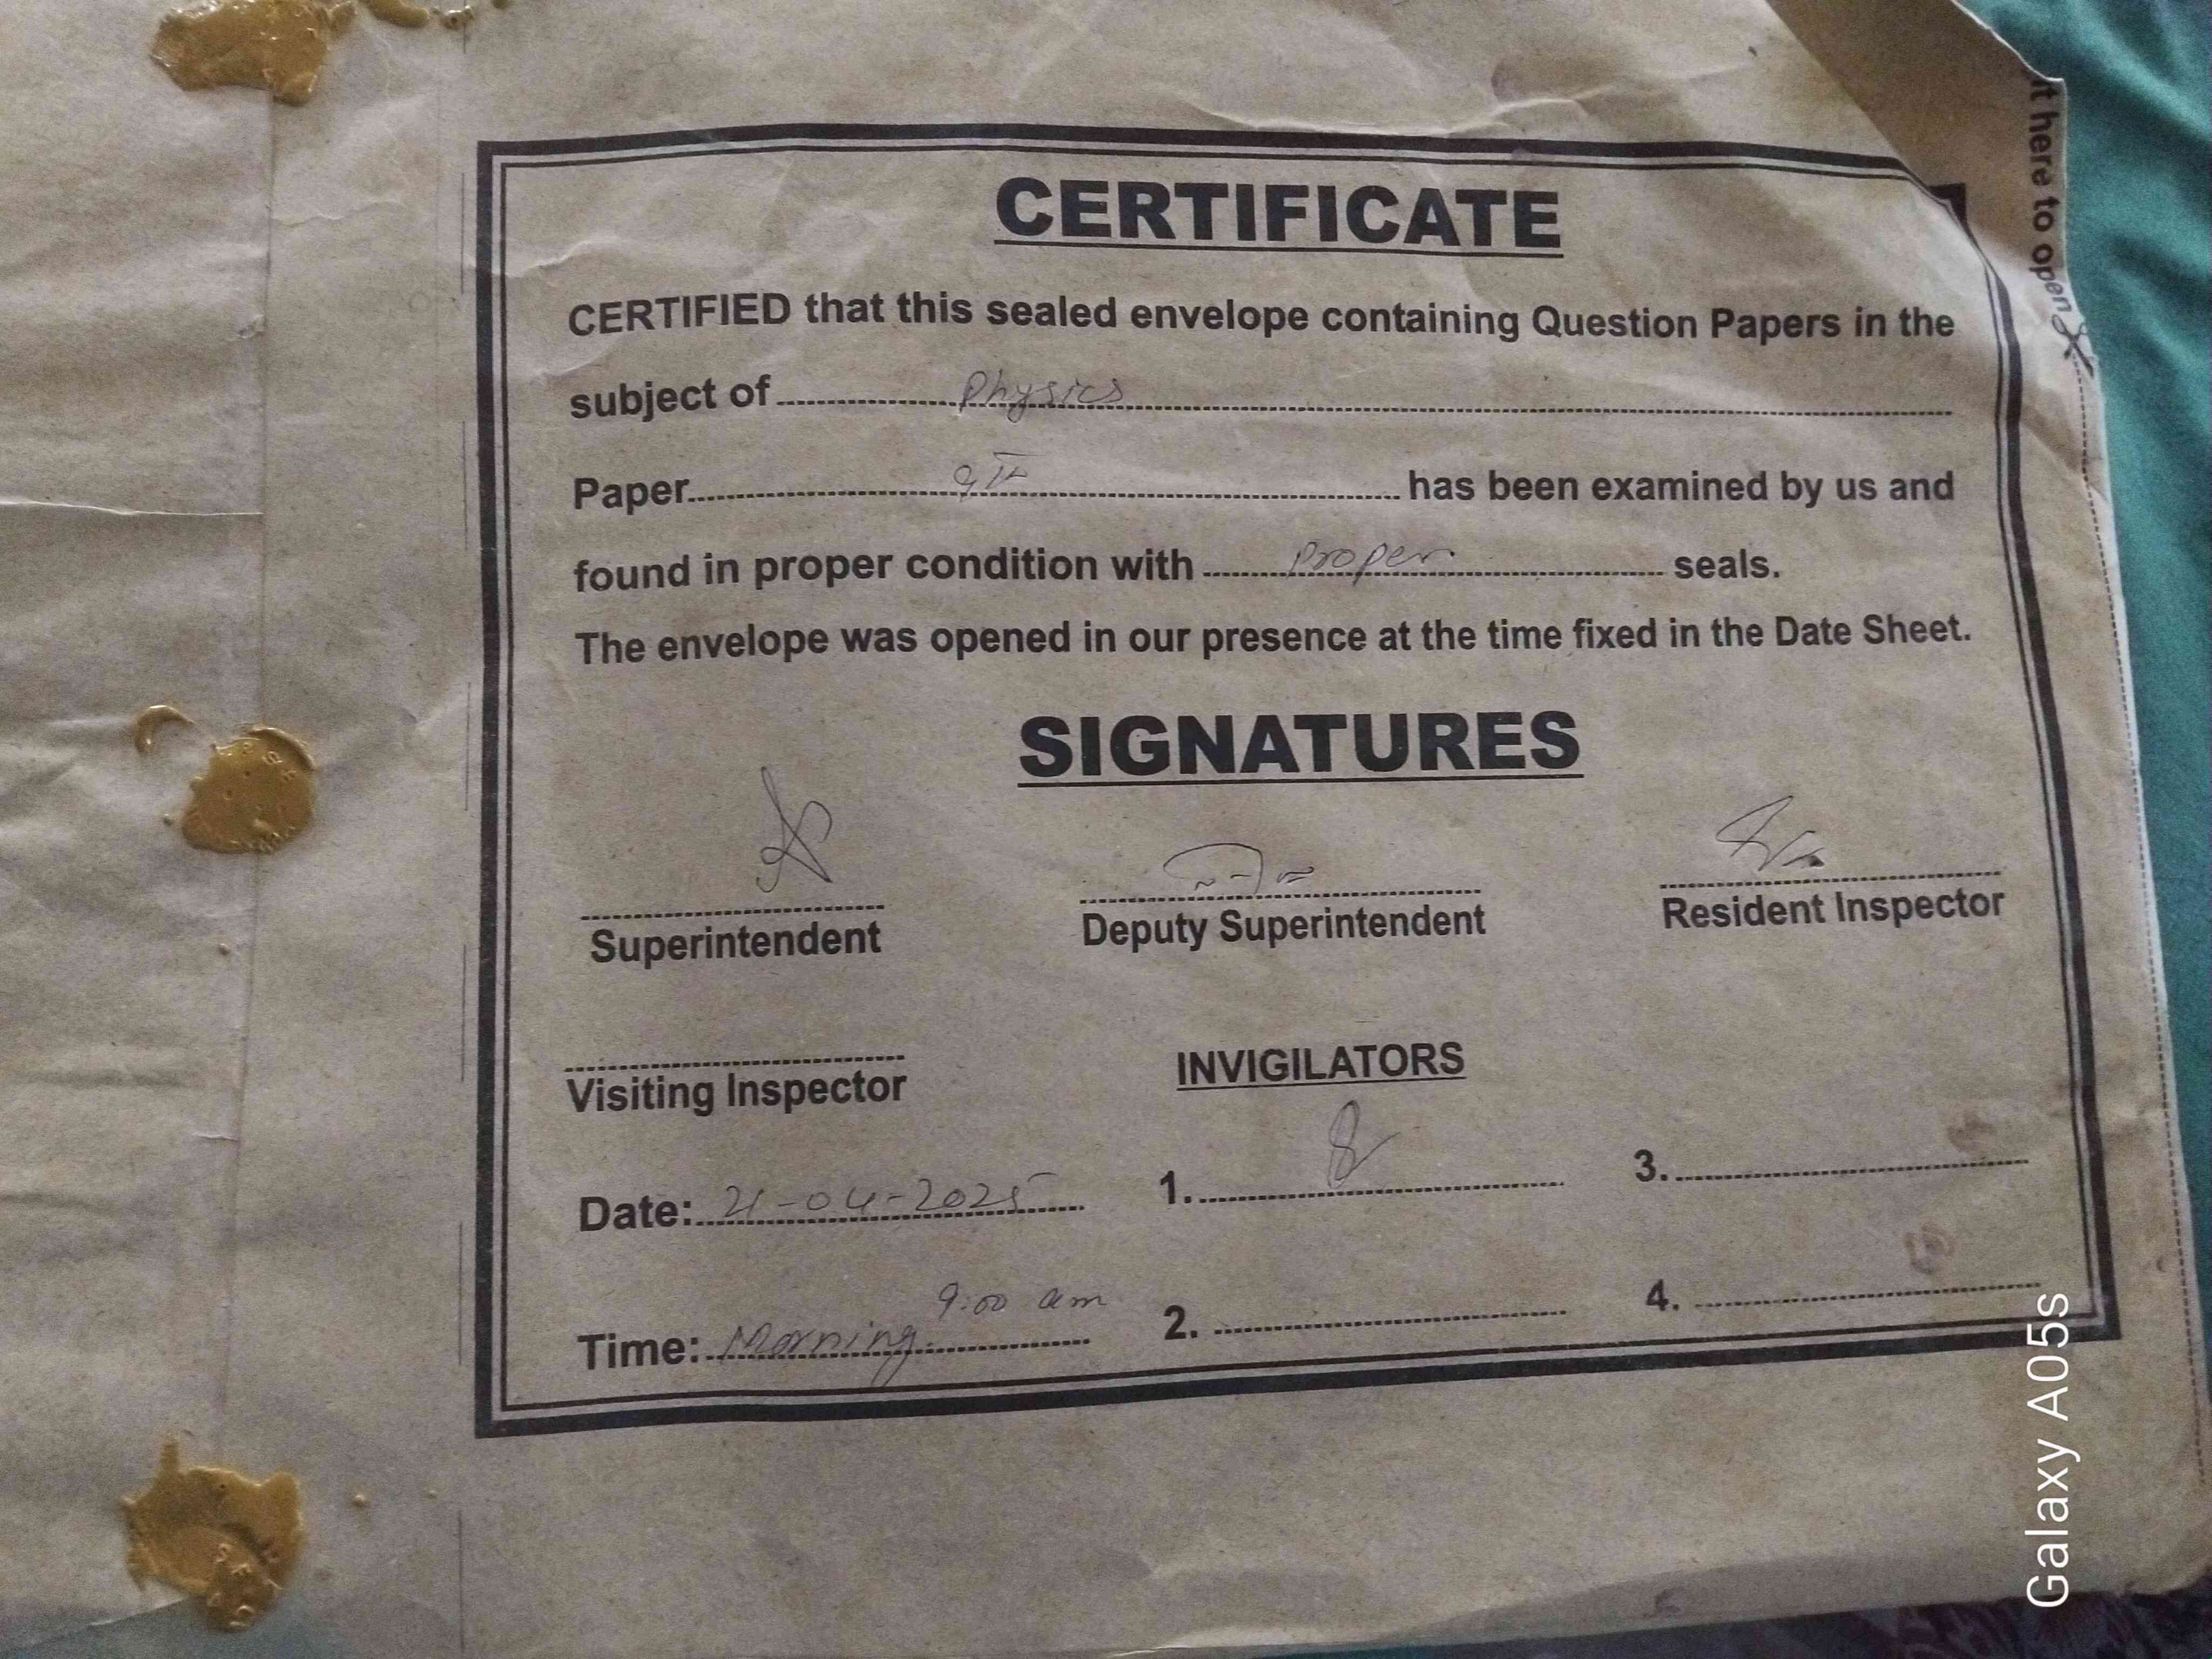 CERTIFICATE
CERTIFIED that this sealed envelope containing Question Papers in the
subject of Physics
Paper has been examined by us and
found in proper condition with proper seals.
The envelope was opened in our presence at the time fixed in the Date Sheet.
SIGNATURES
Superintendent Deputy Superintendent Resident Inspector
Visiting Inspector INVIGILATORS
Date: 21-04-2025 1. 3.
9:00 am
Time: Morning 2. 4.
here to open
Galaxy A05s